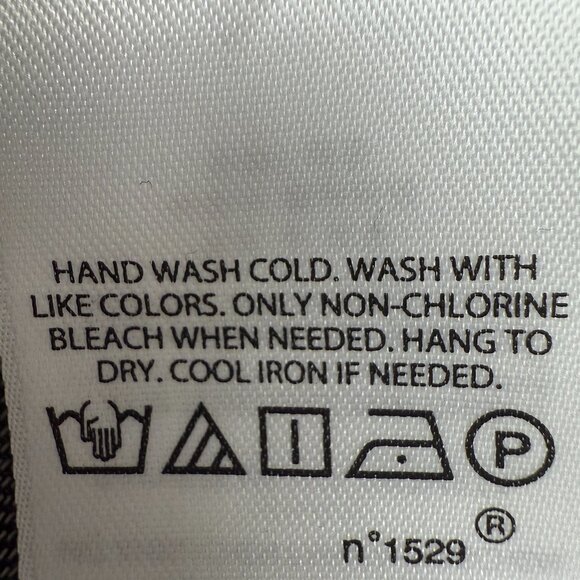 HAND WASH COLD. WASH WITH
LIKE COLORS. ONLY NON-CHLORINE
BLEACH WHEN NEEDED. HANG TO
DRY. COOL IRON IF NEEDED.
P
n°1529 ®